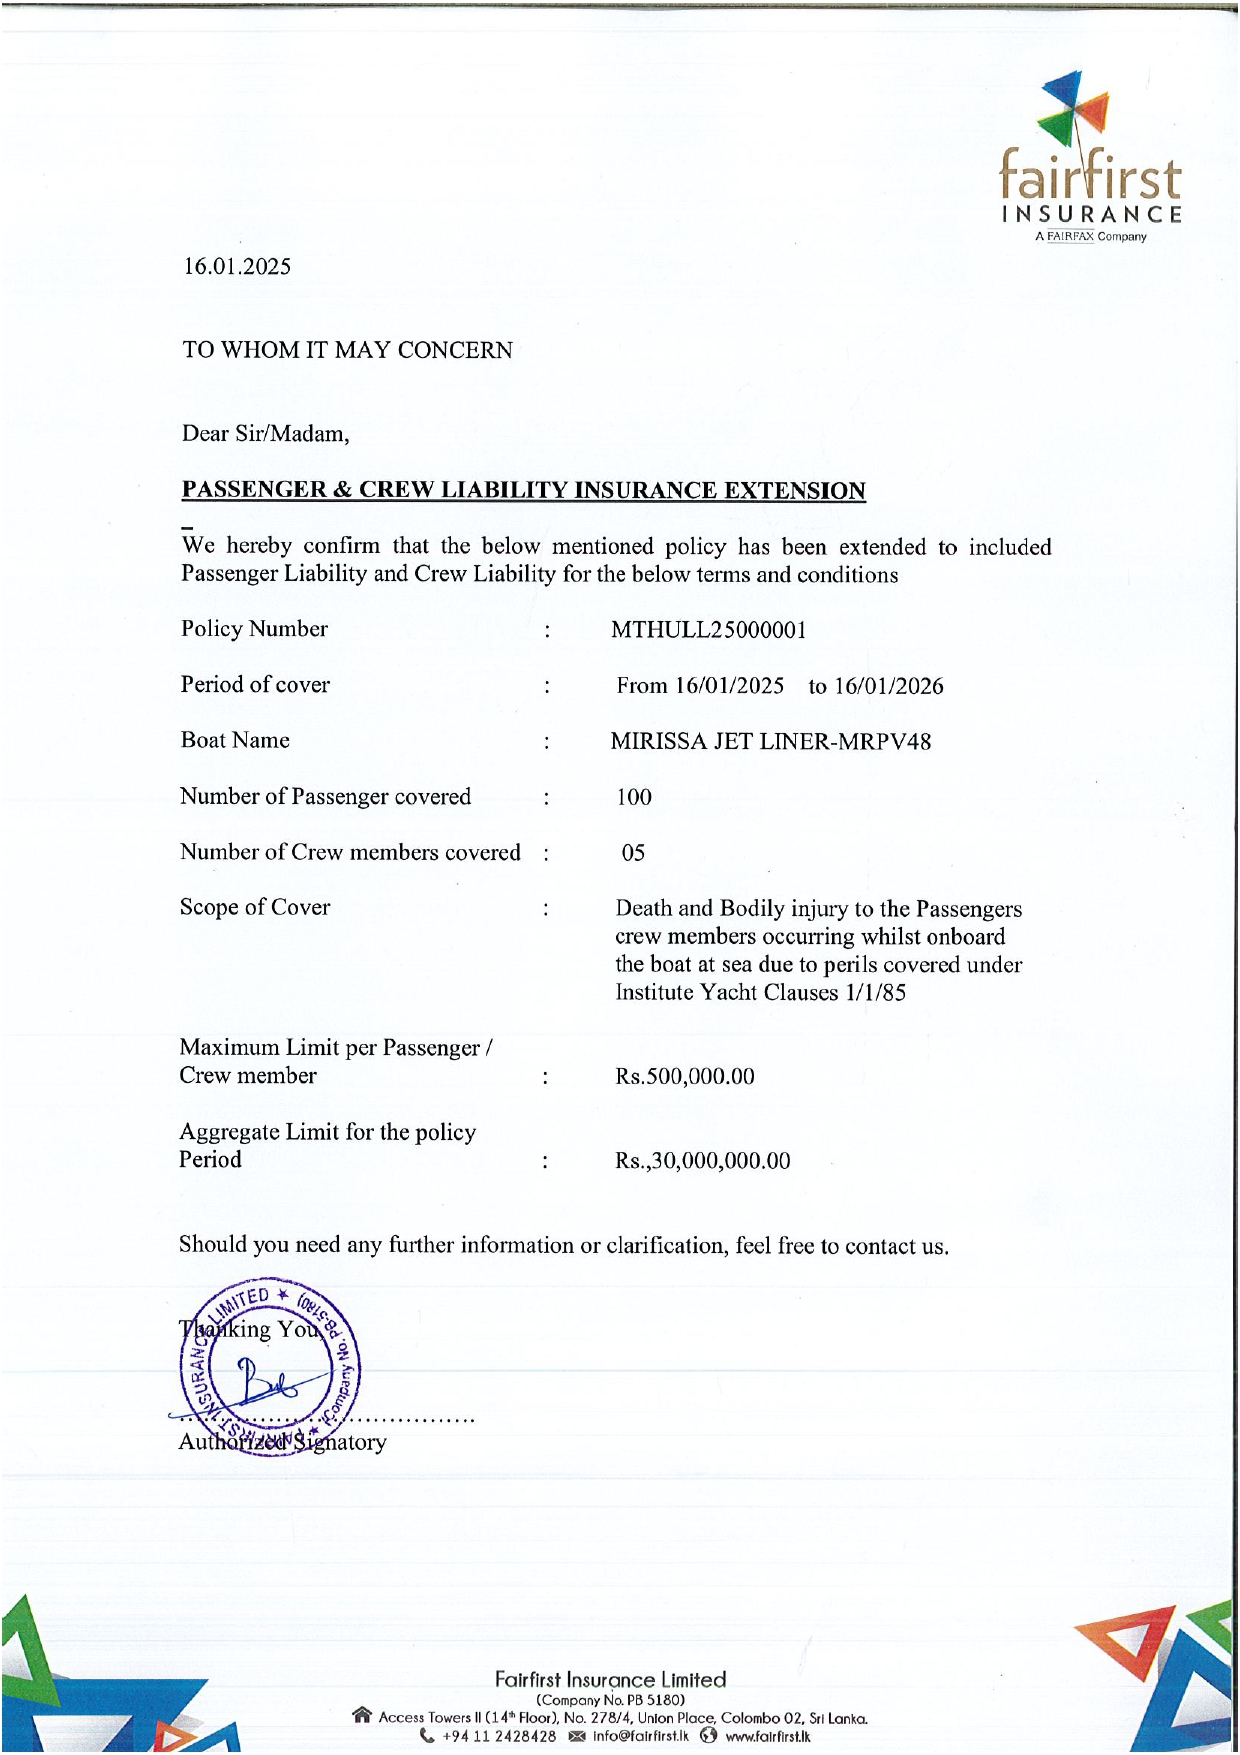 fairfirst
INSURANCE
A FAIRFAX Company
16.01.2025
TO WHOM IT MAY CONCERN
Dear Sir/Madam,
PASSENGER & CREW LIABILITY INSURANCE EXTENSION
We hereby confirm that the below mentioned policy has been extended to included
Passenger Liability and Crew Liability for the below terms and conditions
Policy Number : MTHULL25000001
Period of cover : From 16/01/2025 to 16/01/2026
Boat Name : MIRISSA JET LINER-MRPV48
Number of Passenger covered : 100
Number of Crew members covered : 05
Scope of Cover : Death and Bodily injury to the Passengers
crew members occurring whilst onboard
the boat at sea due to perils covered under
Institute Yacht Clauses 1/1/85
Maximum Limit per Passenger /
Crew member : Rs.500,000.00
Aggregate Limit for the policy
Period : Rs.,30,000,000.00
Should you need any further information or clarification, feel free to contact us.
Thanking You,
FAIRFIRST INSURANCE LIMITED ★ (Company No. PB-5180) ★
....................................
Authorized Signatory
Fairfirst Insurance Limited
(Company No. PB 5180)
Access Towers II (14th Floor), No. 278/4, Union Place, Colombo 02, Sri Lanka.
+94 11 2428428 info@fairfirst.lk www.fairfirst.lk